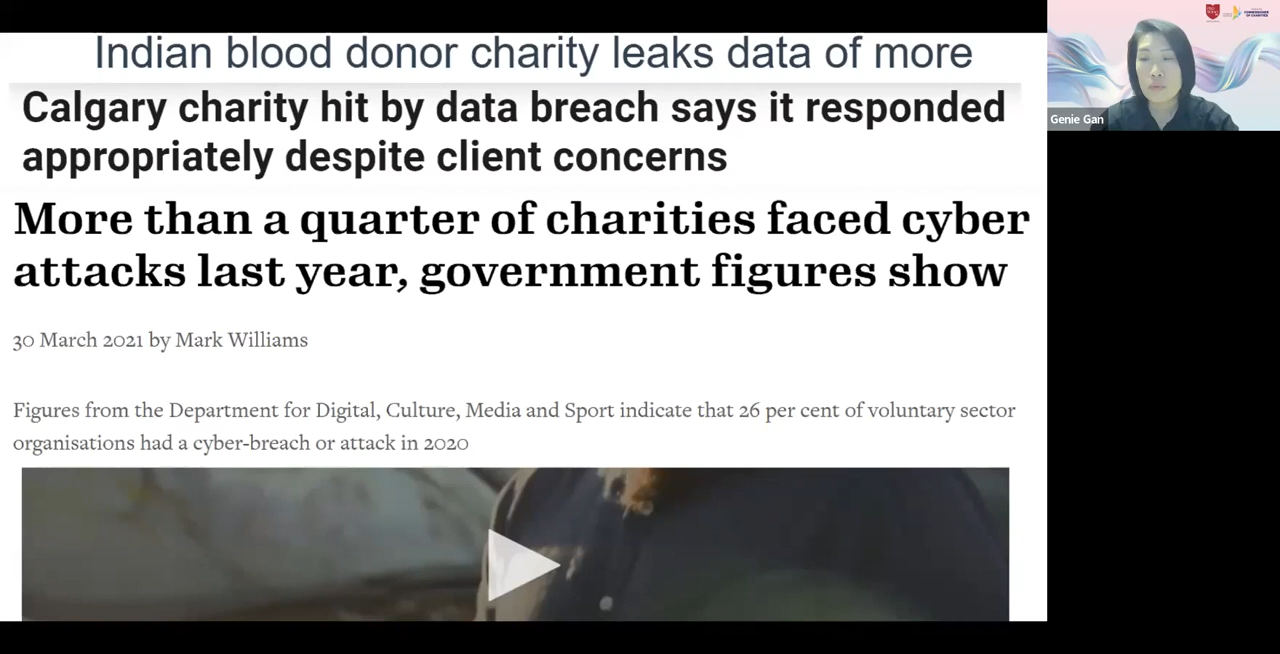 Indian blood donor charity leaks data of more
Calgary charity hit by data breach says it responded
appropriately despite client concerns
More than a quarter of charities faced cyber
attacks last year, government figures show
30 March 2021 by Mark Williams
Figures from the Department for Digital, Culture, Media and Sport indicate that 26 per cent of voluntary sector
organisations had a cyber-breach or attack in 2020
Genie Gan